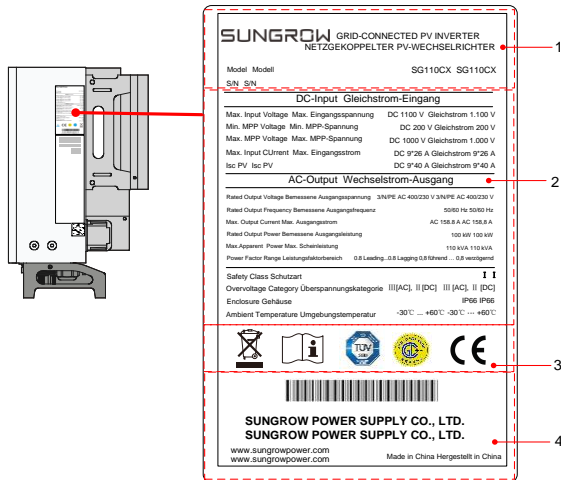 SUNGROW GRID-CONNECTED PV INVERTER
NETZGEKOPPELTER PV-WECHSELRICHTER
1
Model Modell SG110CX SG110CX
S/N S/N
DC-Input Gleichstrom-Eingang
Max. Input Voltage Max. Eingangsspannung DC 1100 V Gleichstrom 1.100 V
Min. MPP Voltage Min. MPP-Spannung DC 200 V Gleichstrom 200 V
Max. MPP Voltage Max. MPP-Spannung DC 1000 V Gleichstrom 1.000 V
Max. Input CUrrent Max. Eingangsstrom DC 9*26 A Gleichstrom 9*26 A
Isc PV Isc PV DC 9*40 A Gleichstrom 9*40 A
AC-Output Wechselstrom-Ausgang
2
Rated Output Voltage Bemessene Ausgangsspannung 3/N/PE AC 400/230 V 3/N/PE AC 400/230 V
Rated Output Frequency Bemessene Ausgangsfrequenz 50/60 Hz 50/60 Hz
Max. Output Current Max. Ausgangsstrom AC 158.8 A AC 158,8 A
Rated Output Power Bemessene Ausgangsleistung 100 kW 100 kW
Max.Apparent Power Max. Scheinleistung 110 kVA 110 kVA
Power Factor Range Leistungsfaktorbereich 0.8 Leading...0.8 Lagging 0,8 führend ... 0,8 verzögernd
Safety Class Schutzart I I
Overvoltage Category Überspannungskategorie III[AC], II [DC] III [AC], II [DC]
Enclosure Gehäuse IP66 IP66
Ambient Temperature Umgebungstemperatur -30℃ ... +60℃ -30℃ ... +60℃
i
TÜV
CE
3
SUNGROW POWER SUPPLY CO., LTD.
SUNGROW POWER SUPPLY CO., LTD.
4
www.sungrowpower.com
www.sungrowpower.com Made in China Hergestellt in China